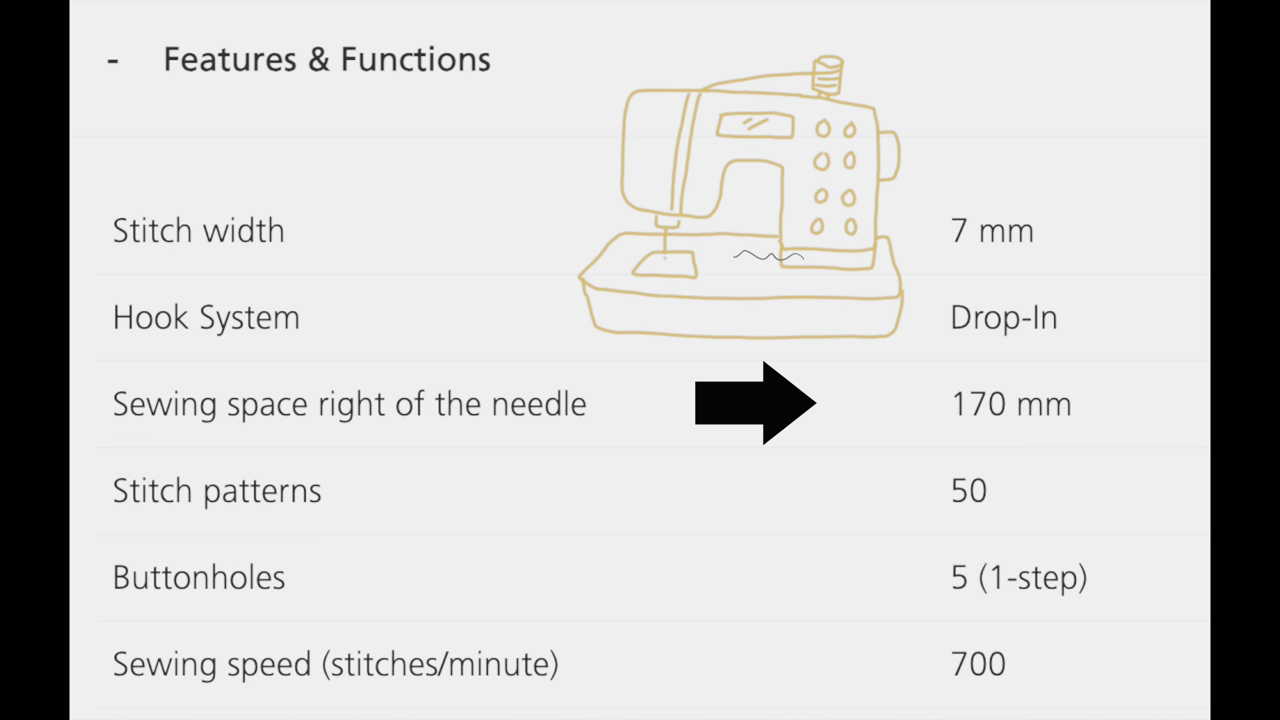 - Features & Functions
Stitch width 7 mm
Hook System Drop-In
Sewing space right of the needle 170 mm
Stitch patterns 50
Buttonholes 5 (1-step)
Sewing speed (stitches/minute) 700